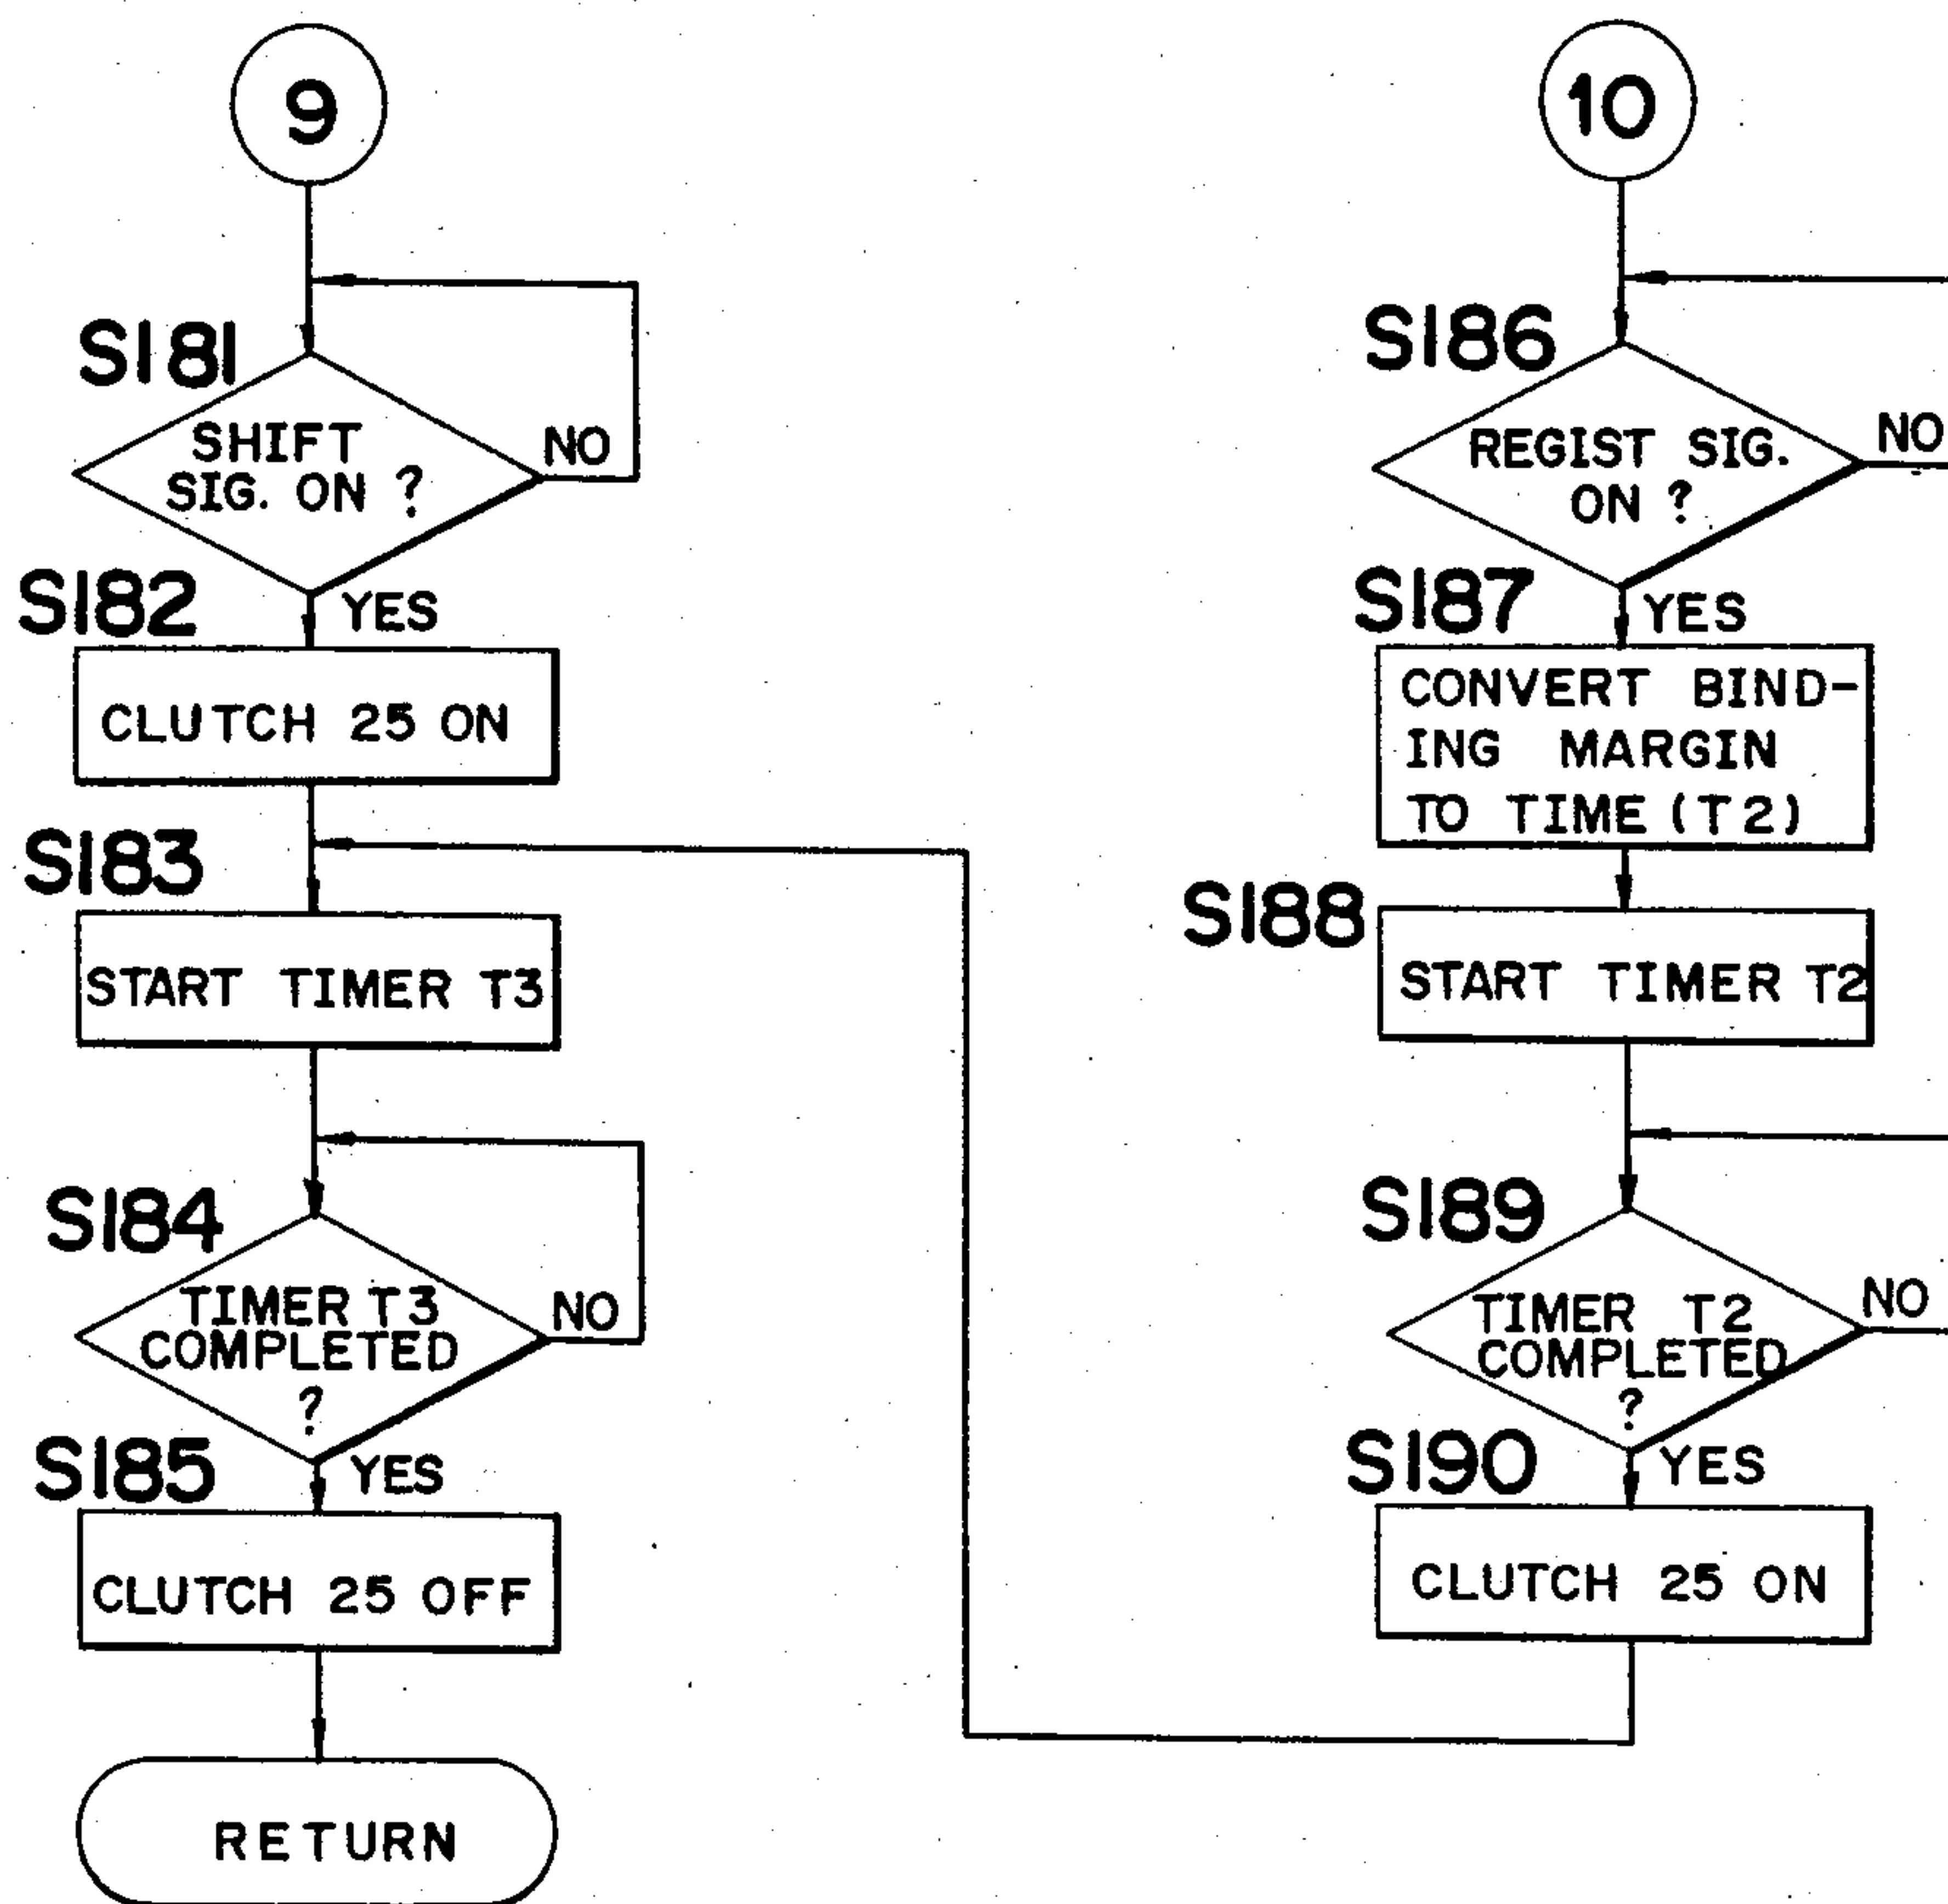 9
S181
SHIFT
SIG. ON ?
NO
S182
YES
CLUTCH 25 ON
S183
START TIMER T3
S184
TIMER T3
COMPLETED
?
NO
S185
YES
CLUTCH 25 OFF
RETURN
10
S186
REGIST SIG.
ON ?
NO
S187
YES
CONVERT BIND-
ING MARGIN
TO TIME (T2)
S188
START TIMER T2
S189
TIMER T2
COMPLETED
?
NO
S190
YES
CLUTCH 25 ON